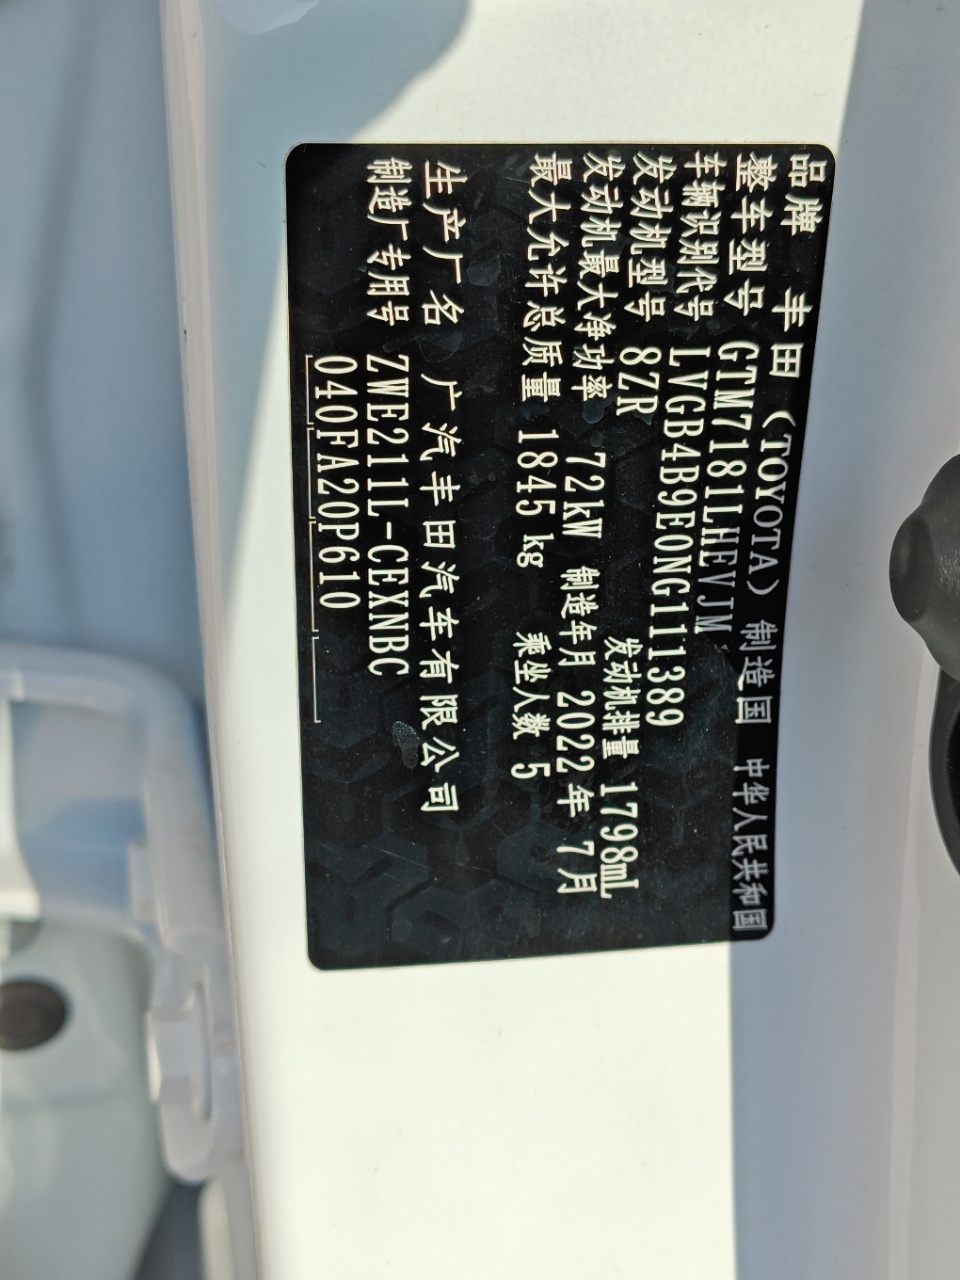 品牌 丰田（TOYOTA） 制造国 中华人民共和国
整车型号 GTM7181LHEVJM
车辆识别代号 LVGB4B9E0NG111389
发动机型号 8ZR 发动机排量 1798mL
发动机最大净功率 72kW 制造年月 2022年 7月
最大允许总质量 1845 kg 乘坐人数 5
生产厂名 广汽丰田汽车有限公司
制造厂专用号 ZWE211L-CEXNBC
040FA20P610